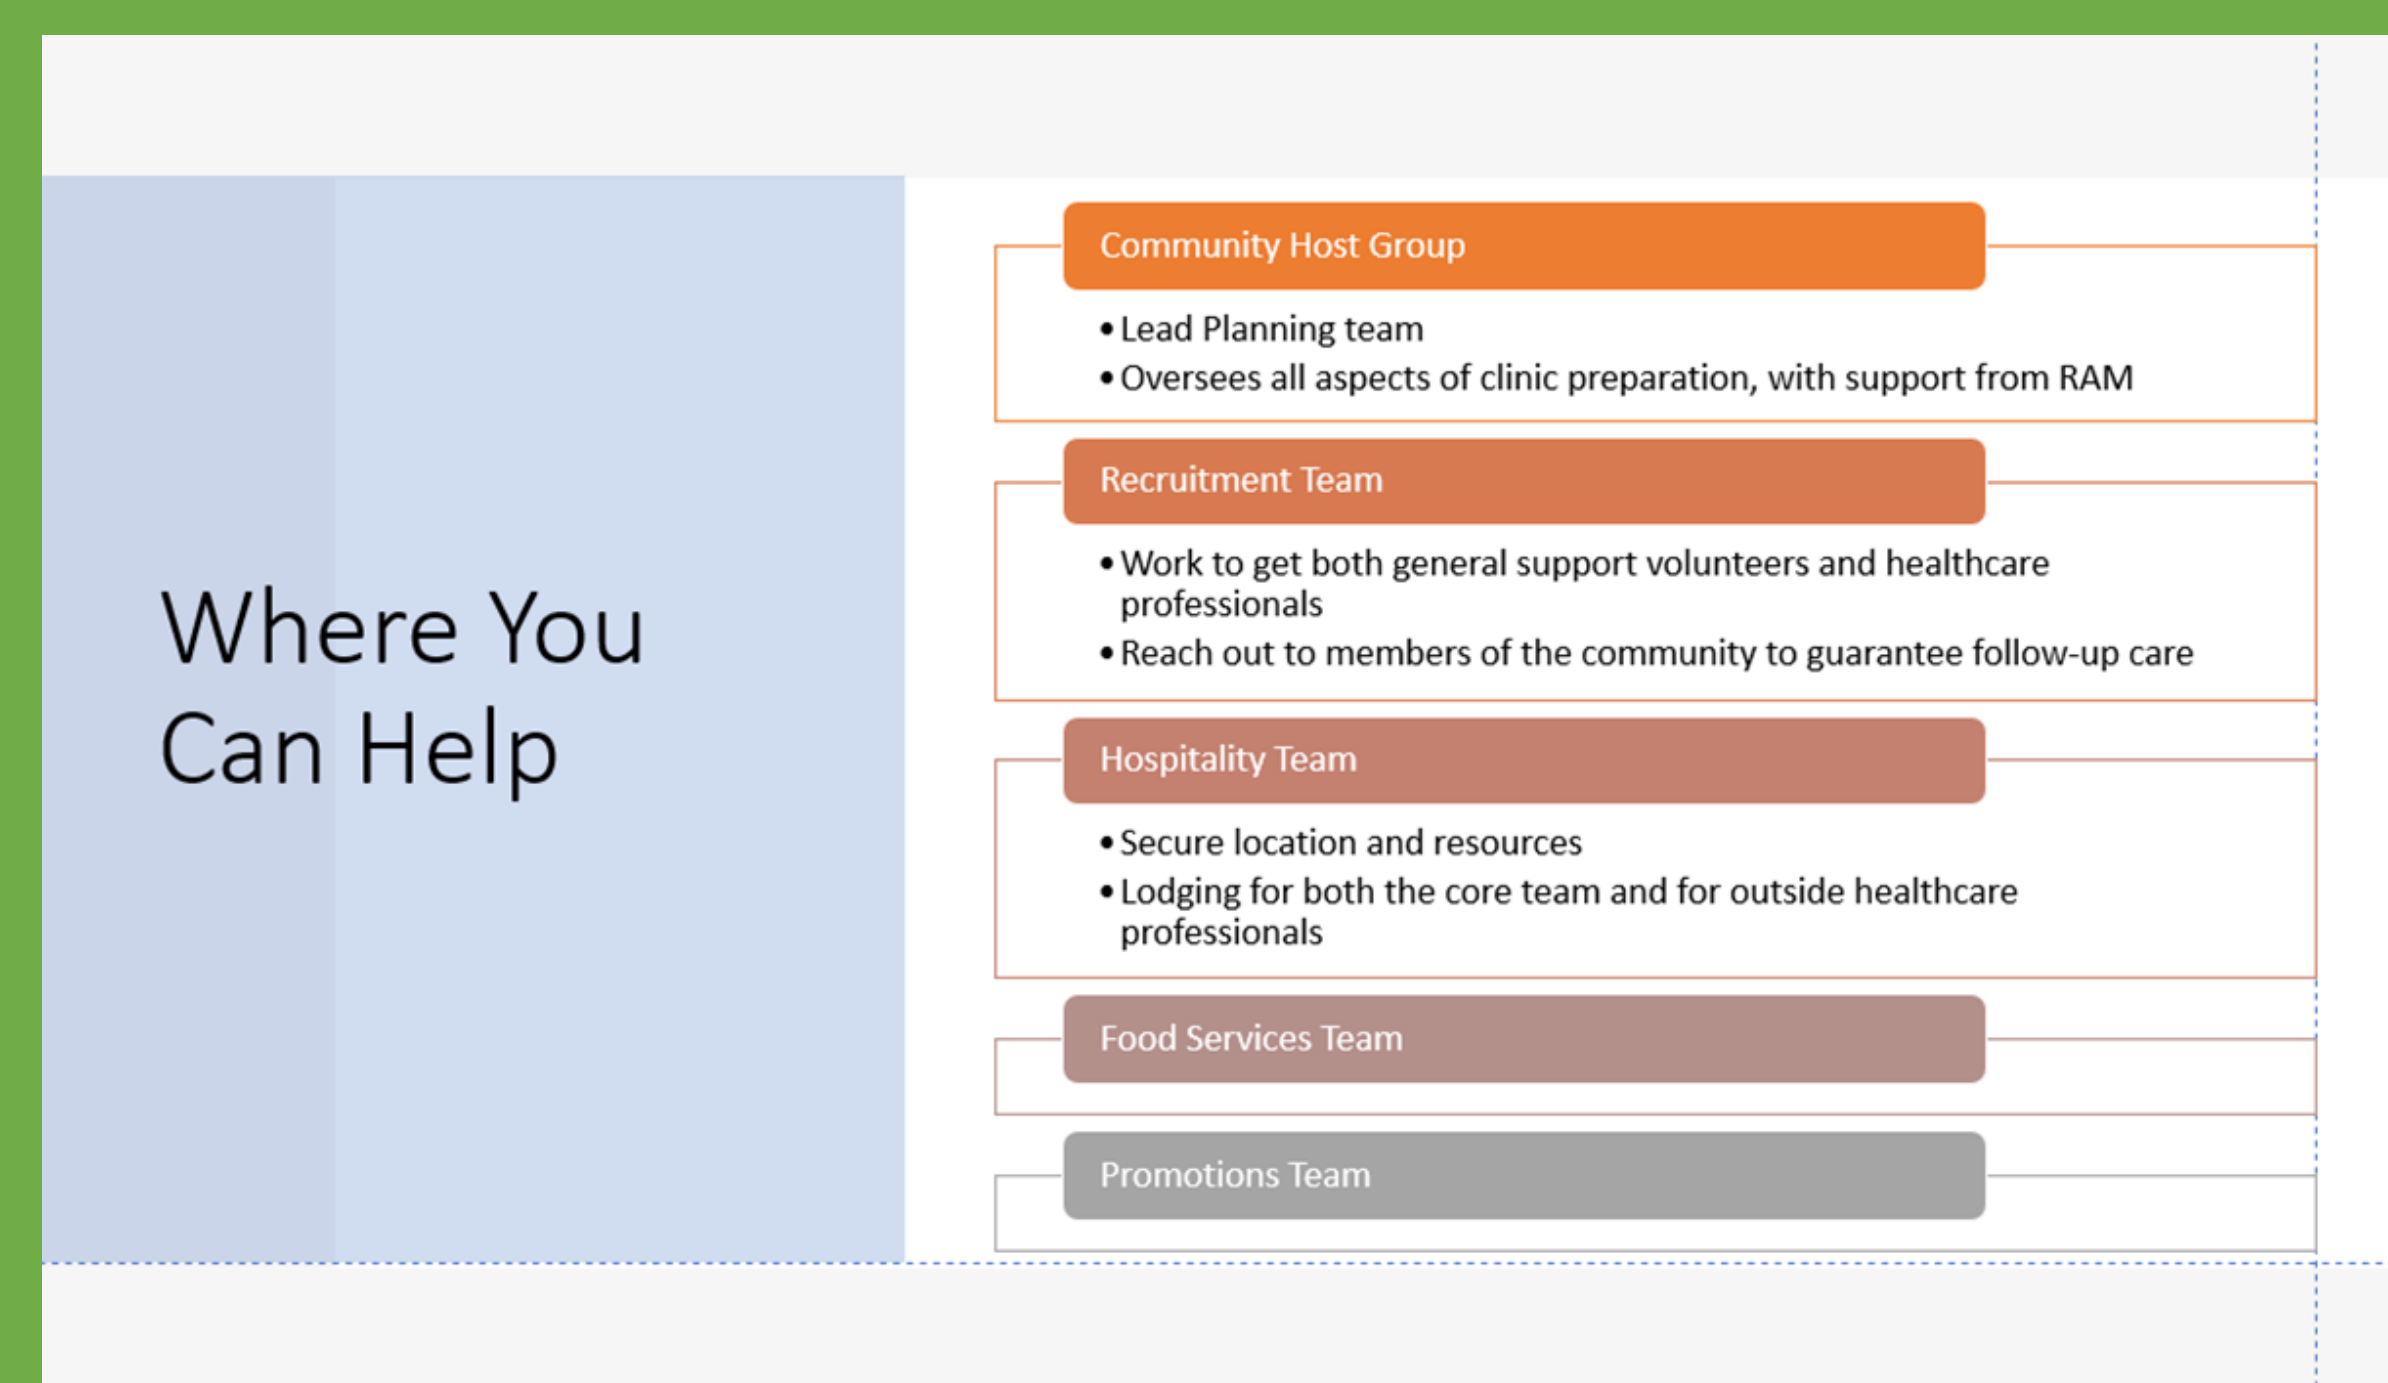 Where You
Can Help
Community Host Group
•Lead Planning team
•Oversees all aspects of clinic preparation, with support from RAM
Recruitment Team
•Work to get both general support volunteers and healthcare
professionals
•Reach out to members of the community to guarantee follow-up care
Hospitality Team
•Secure location and resources
•Lodging for both the core team and for outside healthcare
professionals
Food Services Team
Promotions Team